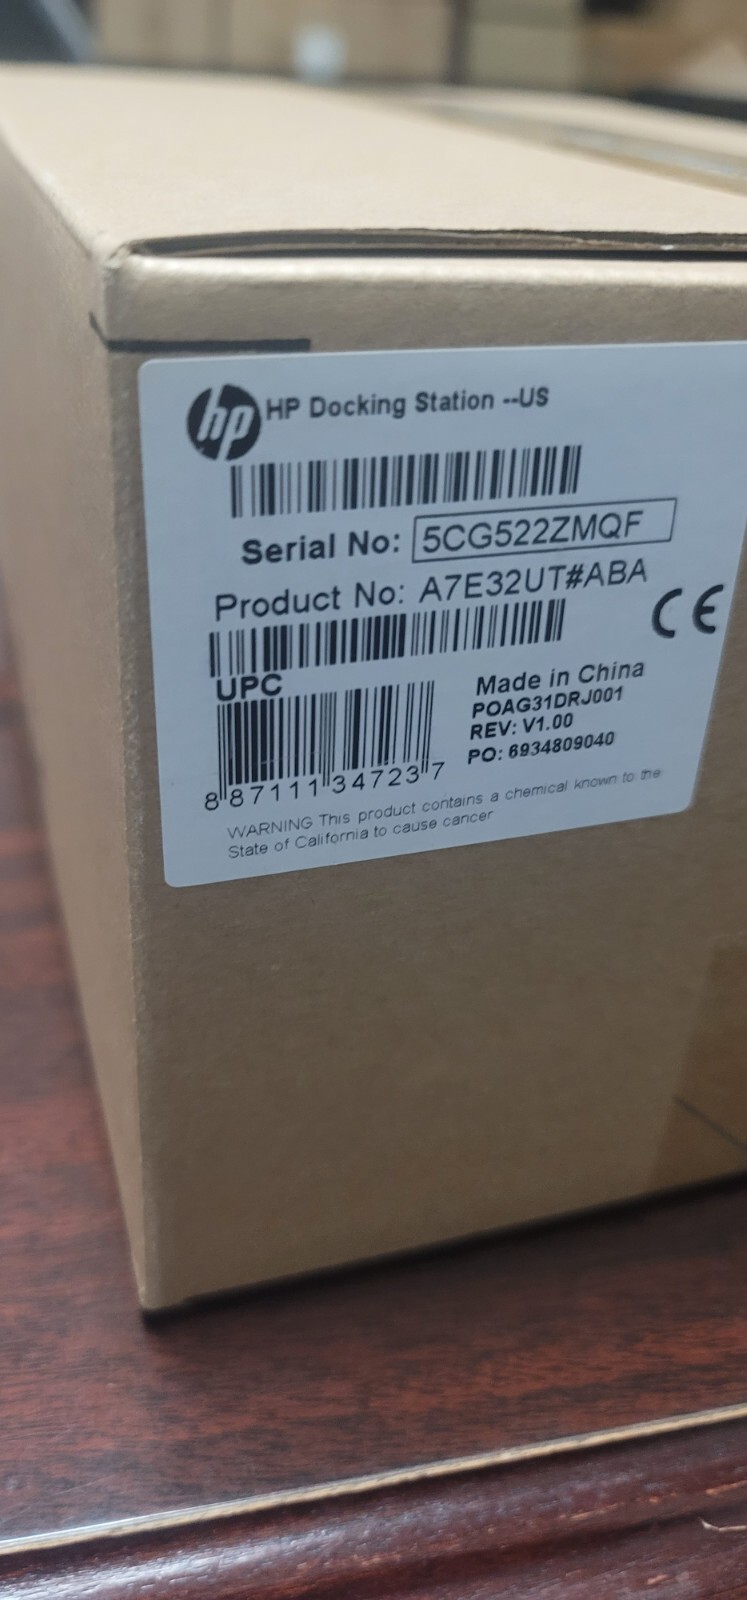 hp HP Docking Station --US
Serial No: 5CG522ZMQF
Product No: A7E32UT#ABA
CE
UPC
Made in China
POAG31DRJ001
REV: V1.00
PO: 6934809040
8 87111 34723 7
WARNING This product contains a chemical known to the
State of California to cause cancer